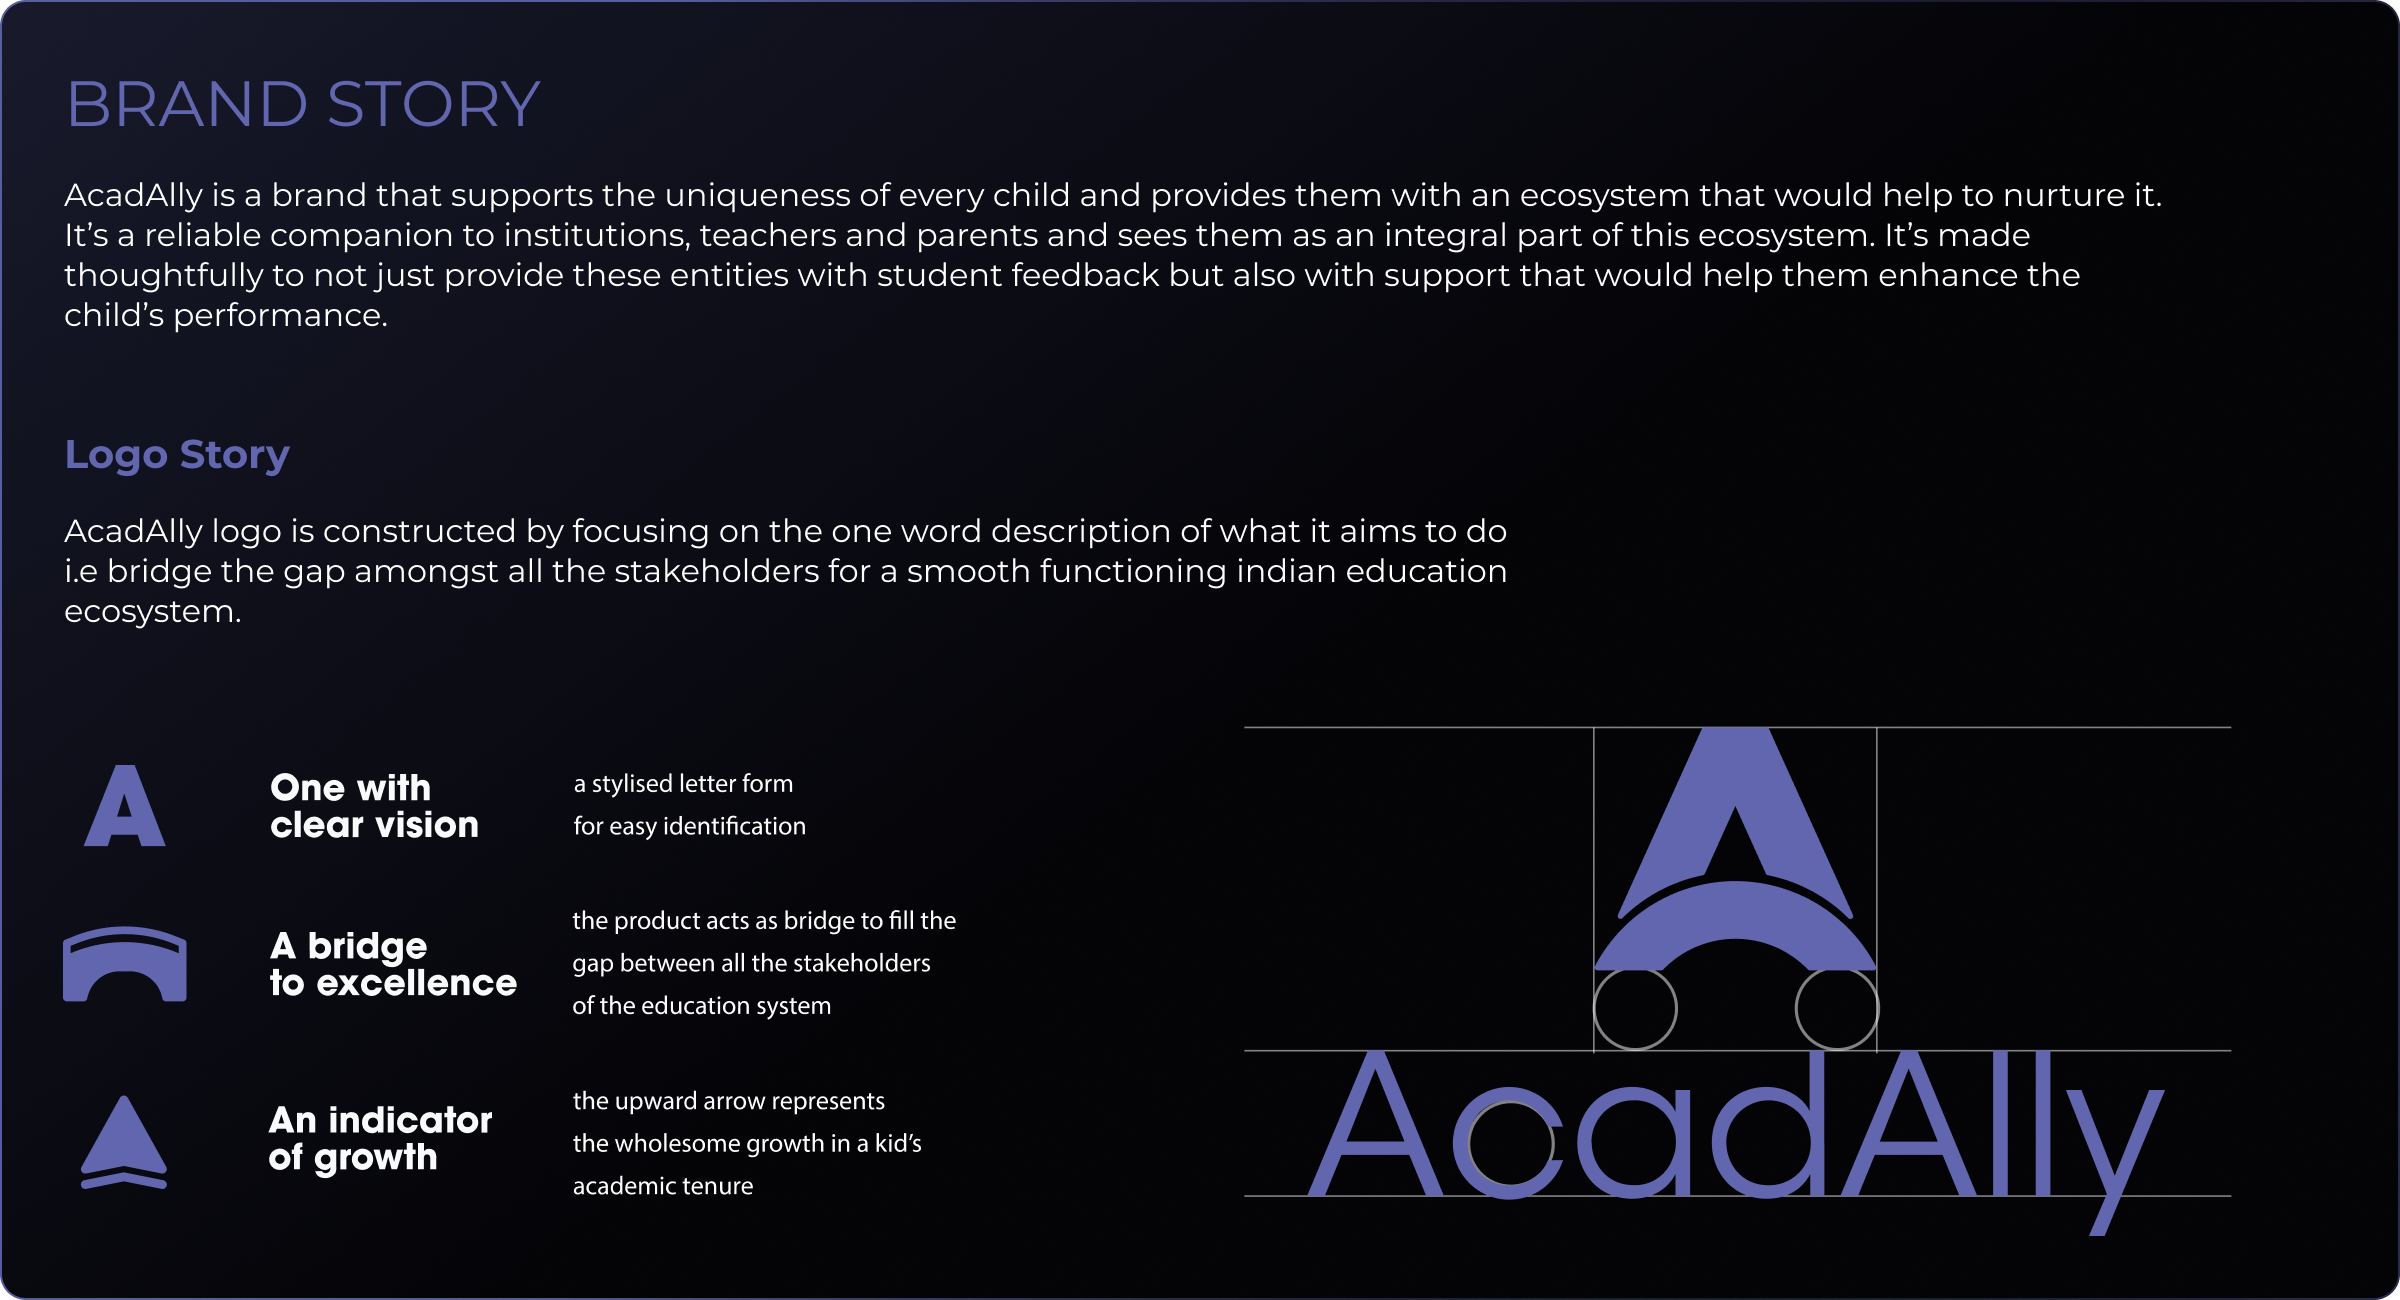 BRAND STORY
AcadAlly is a brand that supports the uniqueness of every child and provides them with an ecosystem that would help to nurture it.
It’s a reliable companion to institutions, teachers and parents and sees them as an integral part of this ecosystem. It’s made
thoughtfully to not just provide these entities with student feedback but also with support that would help them enhance the
child’s performance.
Logo Story
AcadAlly logo is constructed by focusing on the one word description of what it aims to do
i.e bridge the gap amongst all the stakeholders for a smooth functioning indian education
ecosystem.
A
One with
clear vision
a stylised letter form
for easy identification
A bridge
to excellence
the product acts as bridge to fill the
gap between all the stakeholders
of the education system
An indicator
of growth
the upward arrow represents
the wholesome growth in a kid’s
academic tenure
A
AcadAlly